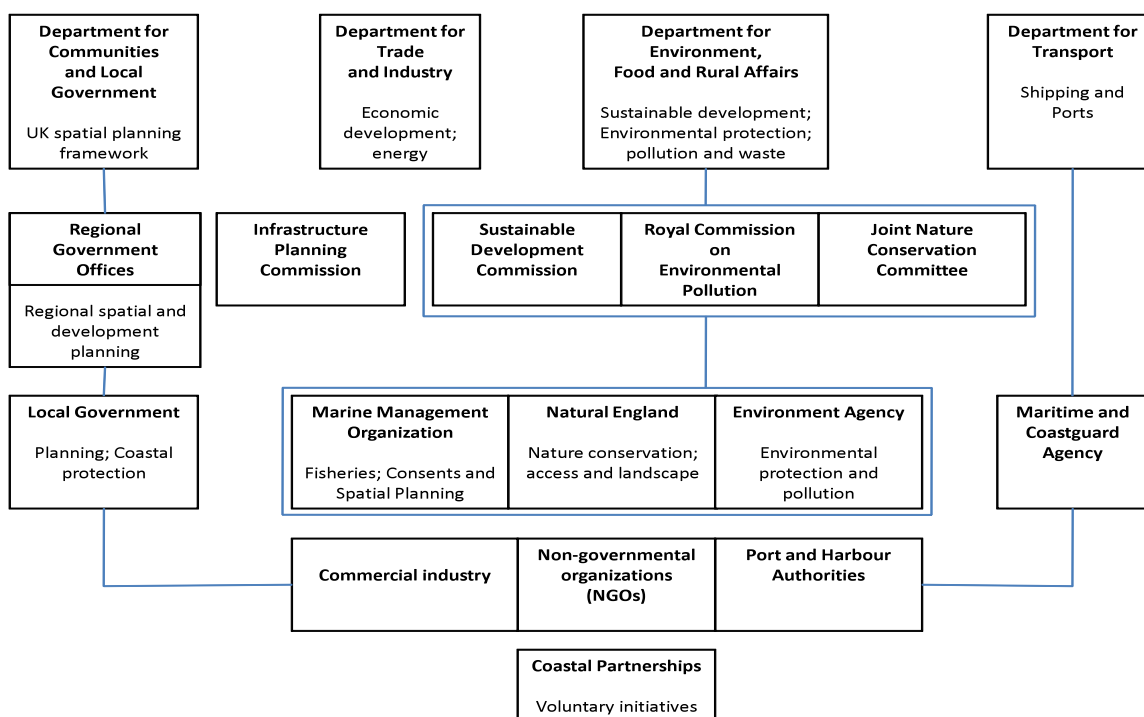 Department for
Communities
and Local
Government
UK spatial planning
framework
Department for
Trade
and Industry
Economic
development;
energy
Department for
Environment,
Food and Rural Affairs
Sustainable development;
Environmental protection;
pollution and waste
Department for
Transport
Shipping and
Ports
Regional
Government
Offices
Regional spatial and
development
planning
Infrastructure
Planning
Commission
Sustainable
Development
Commission
Royal Commission
on
Environmental
Pollution
Joint Nature
Conservation
Committee
Local Government
Planning; Coastal
protection
Marine Management
Organization
Fisheries; Consents and
Spatial Planning
Natural England
Nature conservation;
access and landscape
Environment Agency
Environmental
protection and
pollution
Maritime and
Coastguard
Agency
Commercial industry
Non-governmental
organizations
(NGOs)
Port and Harbour
Authorities
Coastal Partnerships
Voluntary initiatives